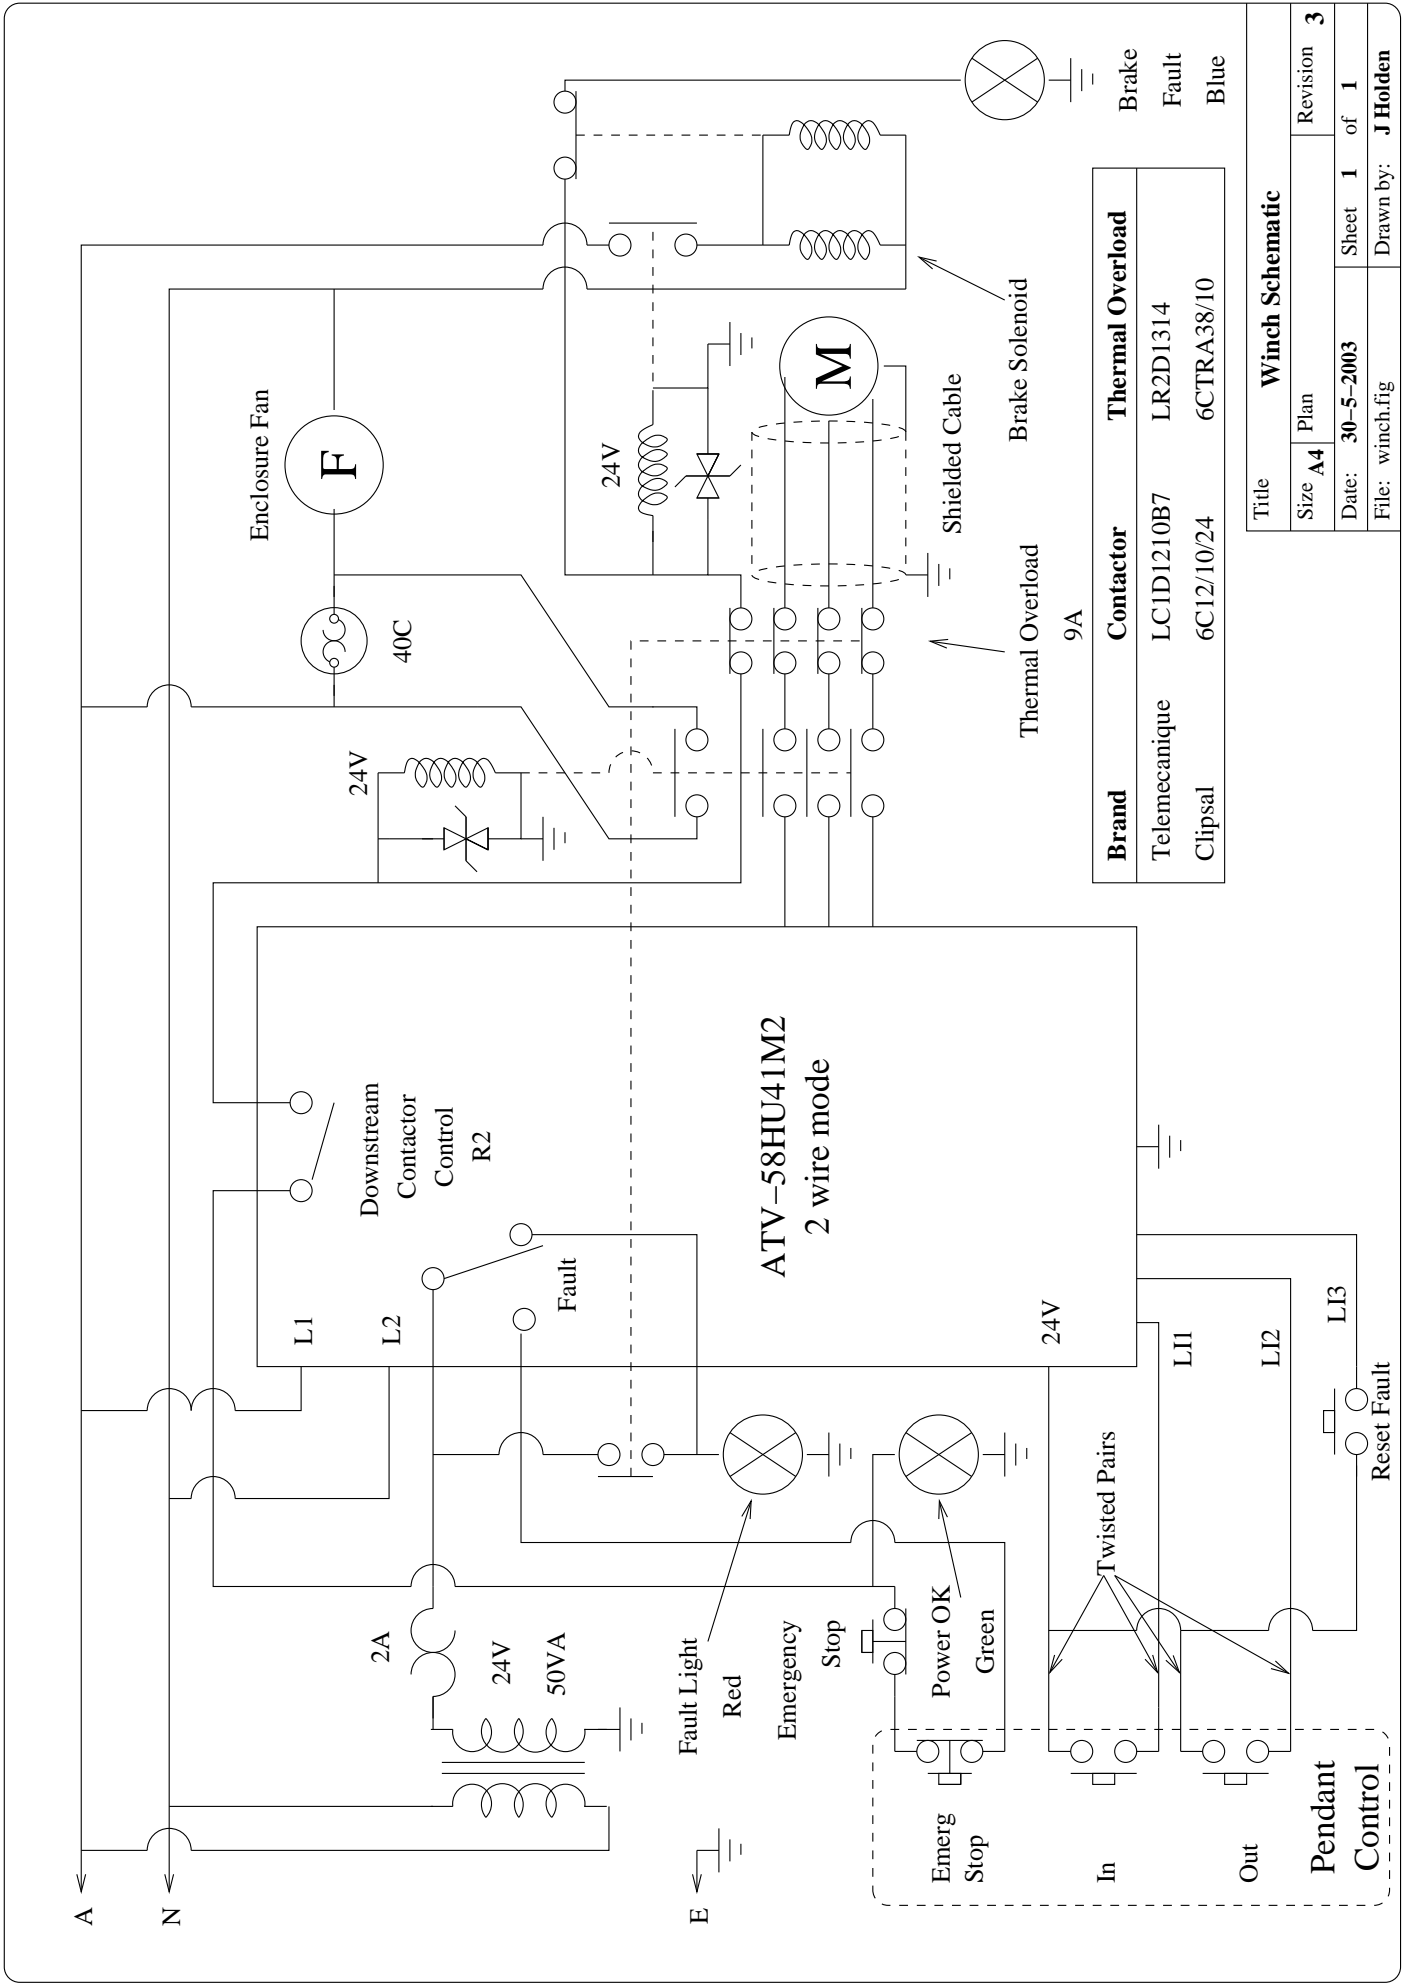 A
N
E
2A
24V
50VA
L1
L2
Downstream
Contactor
Control
R2
Fault
ATV−58HU41M2
2 wire mode
24V
LI1
LI2
LI3
Reset Fault
Twisted Pairs
Fault Light
Red
Emergency
Stop
Power OK
Green
Emerg
Stop
In
Out
Pendant
Control
24V
40C
Enclosure Fan
F
24V
M
Shielded Cable
Brake Solenoid
Thermal Overload
9A
Brake
Fault
Blue
Brand Contactor Thermal Overload
Telemecanique LC1D1210B7 LR2D1314
Clipsal 6C12/10/24 6CTRA38/10
Title
Winch Schematic
Size A4 Plan Revision 3
Date: 30−5−2003 Sheet 1 of 1
File: winch.fig Drawn by: J Holden